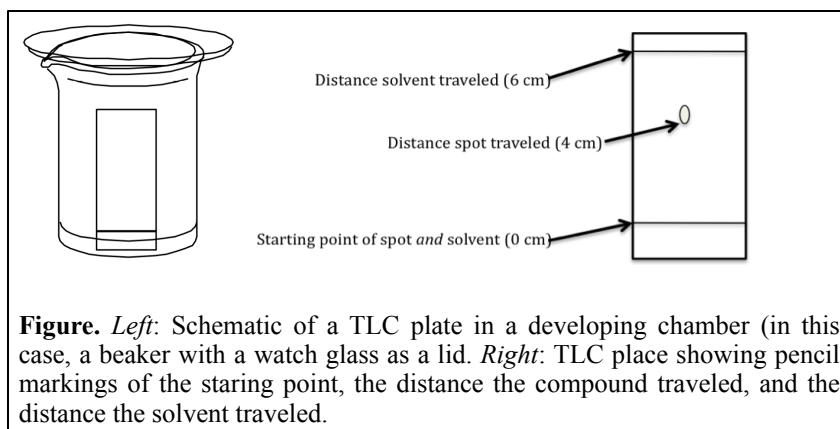 Distance solvent traveled (6 cm)
Distance spot traveled (4 cm)
Starting point of spot and solvent (0 cm)
Figure. Left: Schematic of a TLC plate in a developing chamber (in this
case, a beaker with a watch glass as a lid. Right: TLC place showing pencil
markings of the staring point, the distance the compound traveled, and the
distance the solvent traveled.